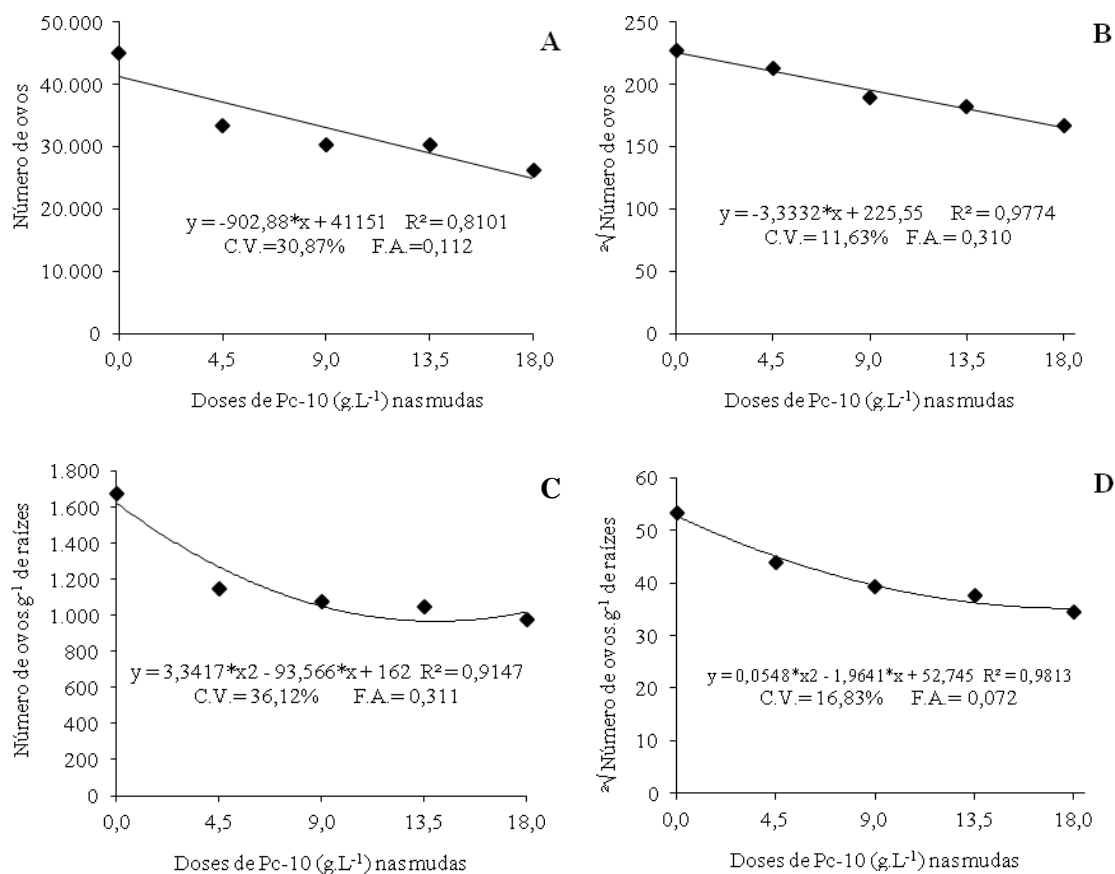 A
Número de ovos
50.000
40.000
30.000
20.000
10.000
0
y = -902,88*x + 41151 R² = 0,8101
C.V.=30,87% F.A.=0,112
0,0 4,5 9,0 13,5 18,0
Doses de Pc-10 (g.L⁻¹) nas mudas
B
²√ Número de ovos
250
200
150
100
50
0
y = -3,3332*x + 225,55 R² = 0,9774
C.V. = 11,63% F.A. = 0,310
0,0 4,5 9,0 13,5 18,0
Doses de Pc-10 (g.L⁻¹) nas mudas
C
Número de ovos.g⁻¹ de raízes
1.800
1.600
1.400
1.200
1.000
800
600
400
200
0
y = 3,3417*x2 - 93,566*x + 162 R² = 0,9147
C.V. = 36,12% F.A. = 0,311
0,0 4,5 9,0 13,5 18,0
Doses de Pc-10 (g.L⁻¹) nas mudas
D
²√ Número de ovos.g⁻¹ de raízes
60
50
40
30
20
10
0
y = 0,0548*x2 - 1,9641*x + 52,745 R² = 0,9813
C.V. = 16,83% F.A. = 0,072
0,0 4,5 9,0 13,5 18,0
Doses de Pc-10 (g.L⁻¹) nas mudas